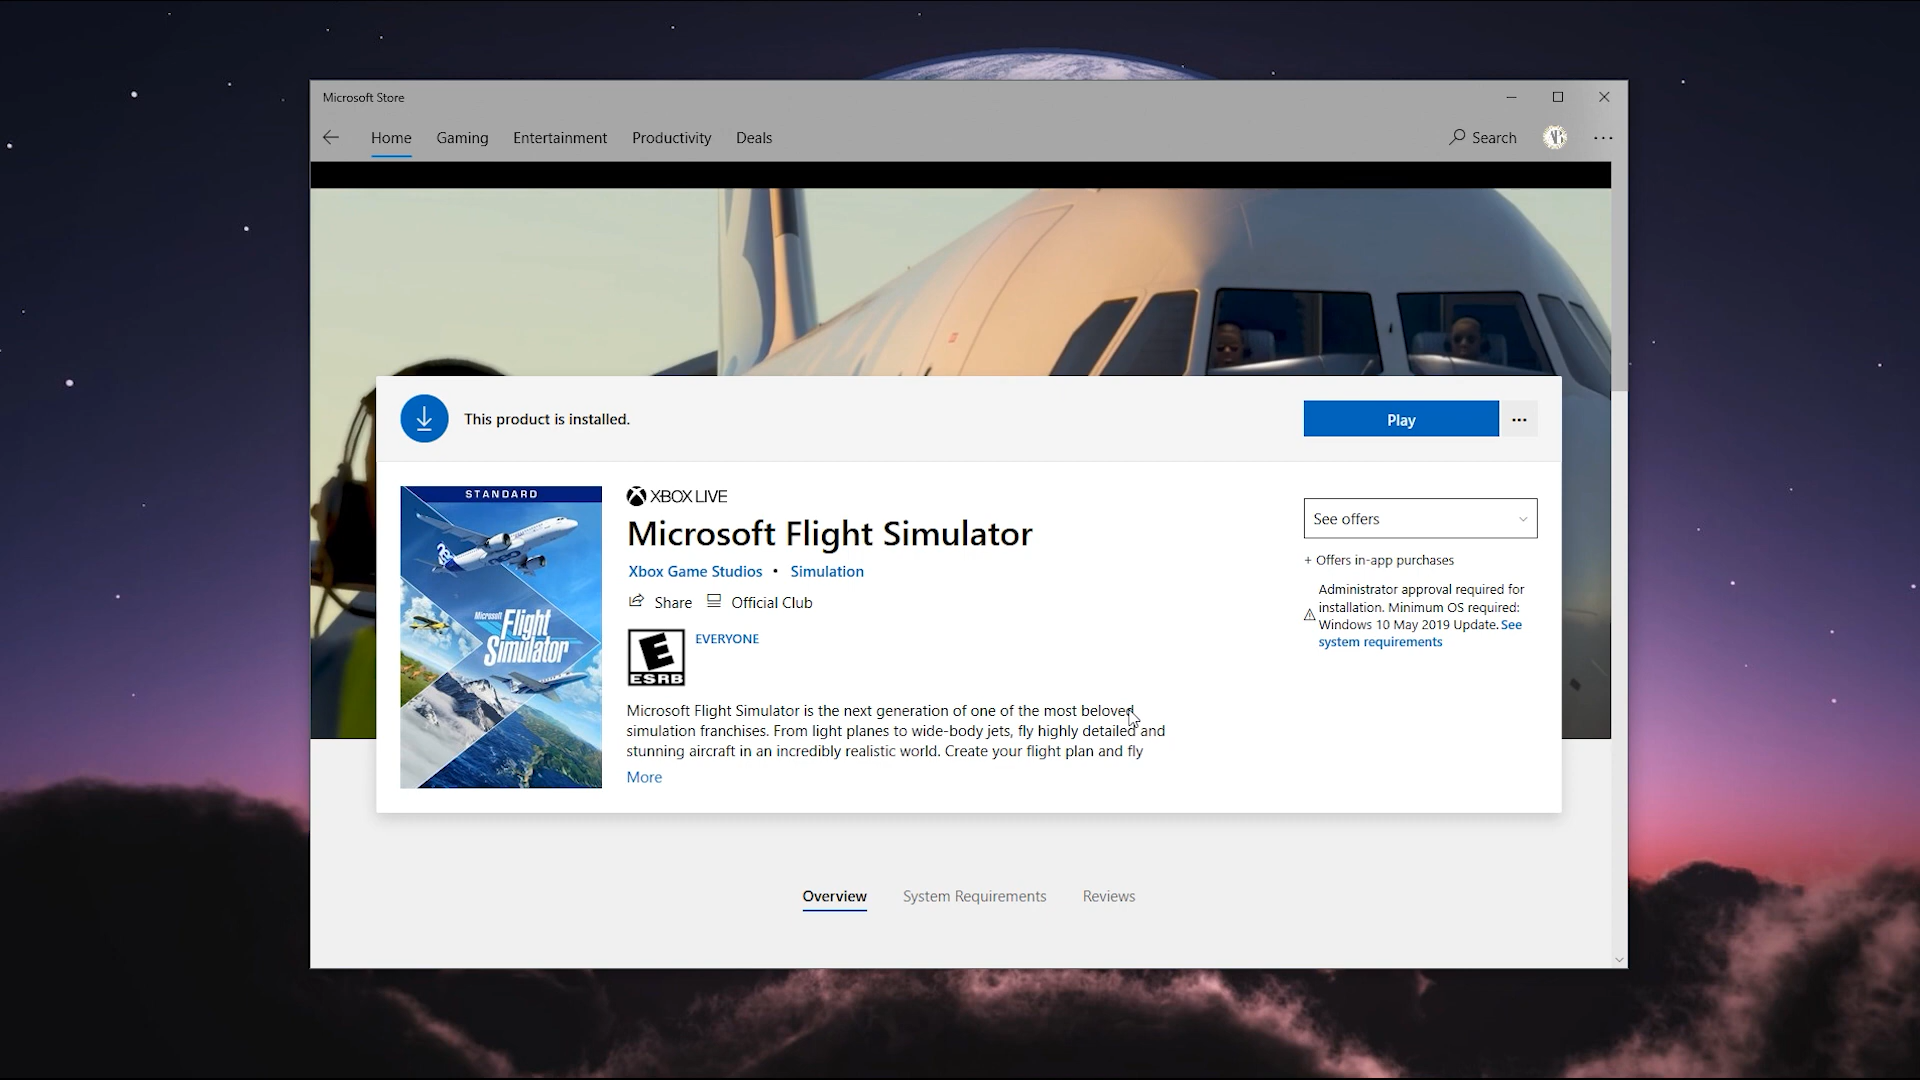 Microsoft Store
Home Gaming Entertainment Productivity Deals
Search
This product is installed.
Play
STANDARD
Microsoft
Flight
Simulator
XBOX LIVE
Microsoft Flight Simulator
Xbox Game Studios • Simulation
Share Official Club
E
ESRB
EVERYONE
Microsoft Flight Simulator is the next generation of one of the most beloved
simulation franchises. From light planes to wide-body jets, fly highly detailed and
stunning aircraft in an incredibly realistic world. Create your flight plan and fly
More
See offers
+ Offers in-app purchases
Administrator approval required for
installation. Minimum OS required:
Windows 10 May 2019 Update. See
system requirements
Overview System Requirements Reviews